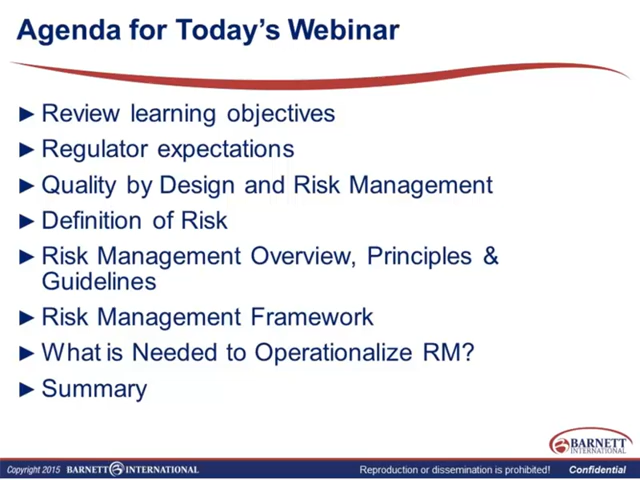 Agenda for Today's Webinar
► Review learning objectives
► Regulator expectations
► Quality by Design and Risk Management
► Definition of Risk
► Risk Management Overview, Principles &
Guidelines
► Risk Management Framework
► What is Needed to Operationalize RM?
► Summary
BARNETT
INTERNATIONAL
Copyright 2015 BARNETT INTERNATIONAL Reproduction or dissemination is prohibited! Confidential